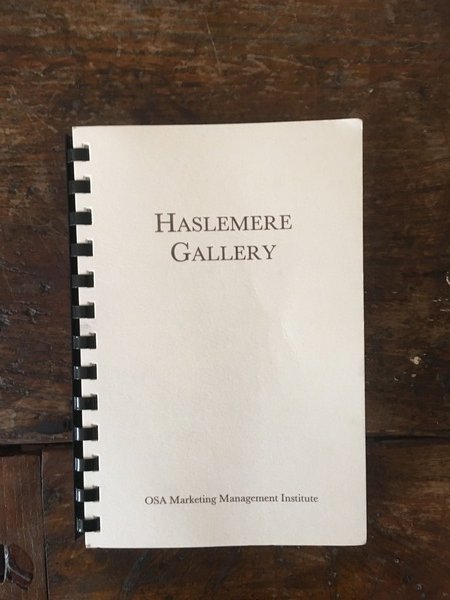 HASLEMERE
GALLERY
OSA Marketing Management Institute